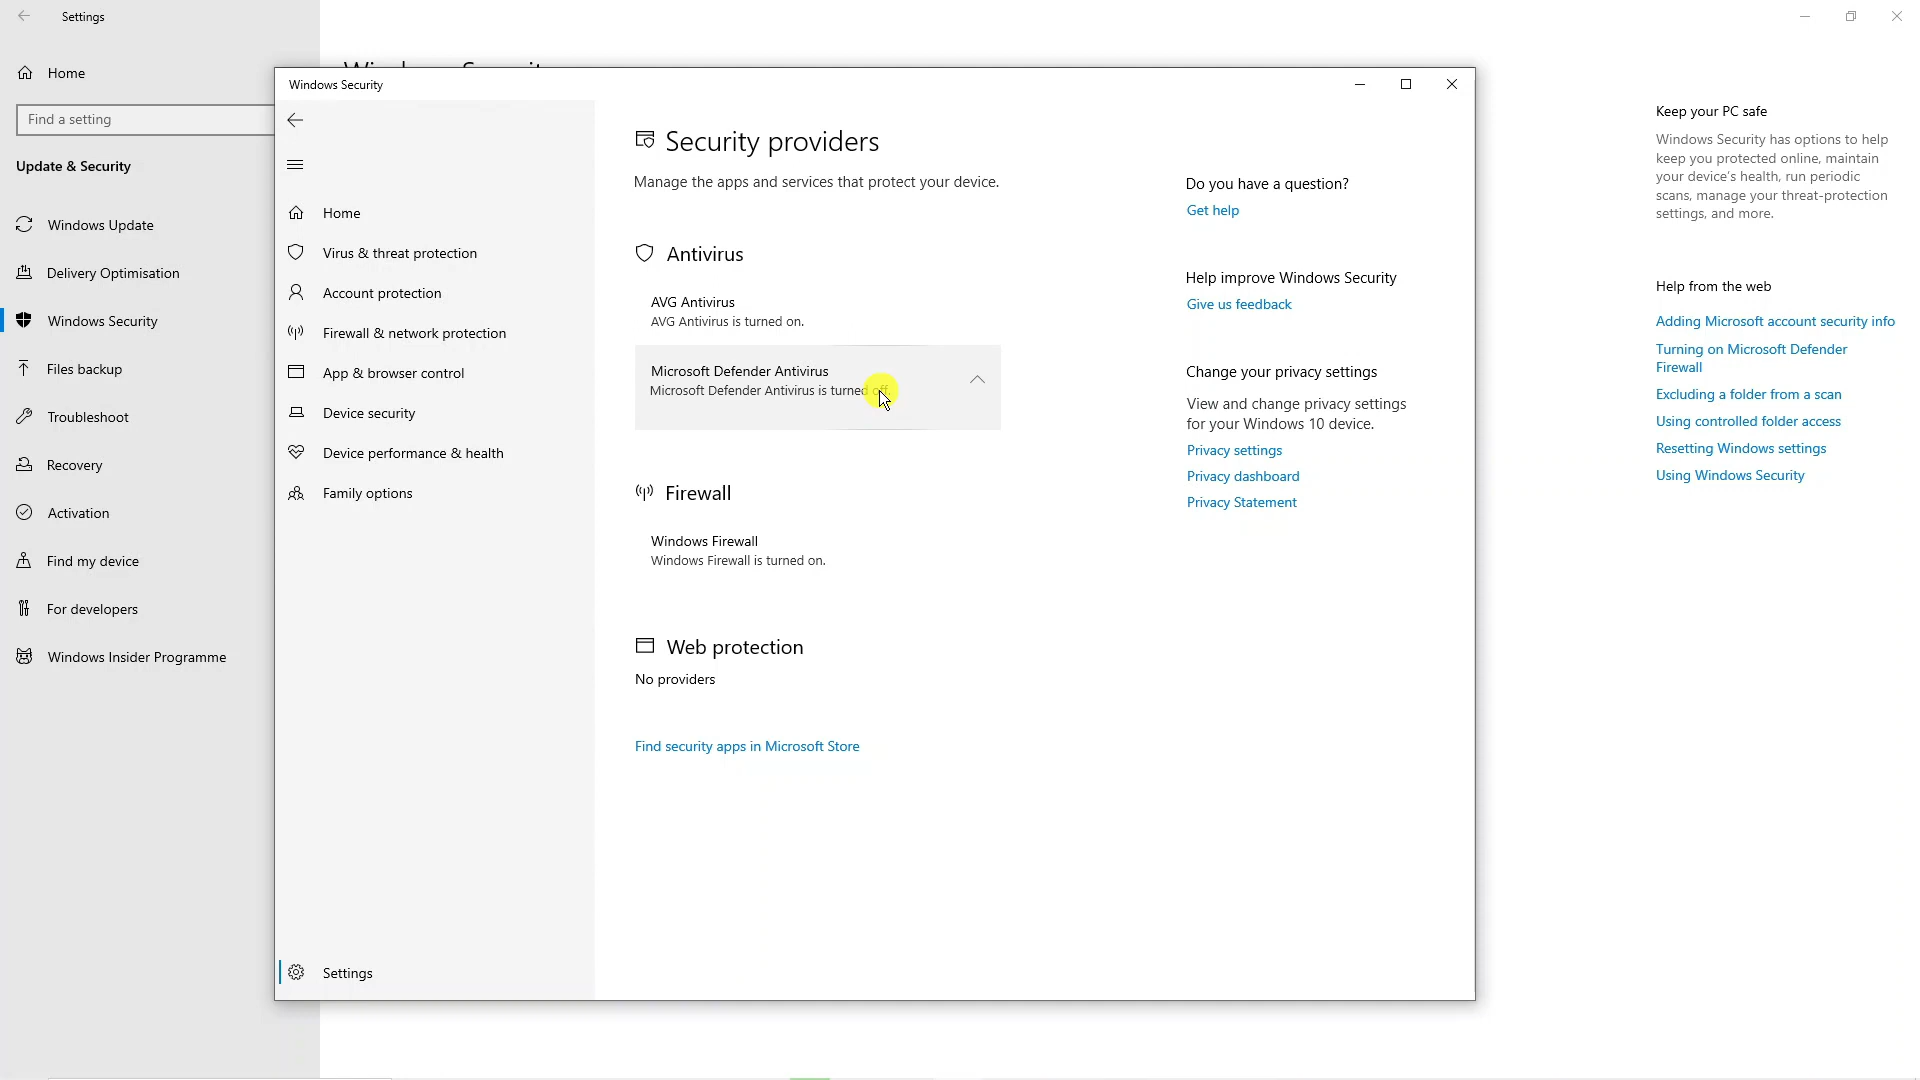 Settings
Home
Find a setting
Update & Security
Windows Update
Delivery Optimisation
Windows Security
Files backup
Troubleshoot
Recovery
Activation
Find my device
For developers
Windows Insider Programme
Windows Security
Windows Security
Home
Virus & threat protection
Account protection
Firewall & network protection
App & browser control
Device security
Device performance & health
Family options
Settings
Security providers
Manage the apps and services that protect your device.
Antivirus
AVG Antivirus
AVG Antivirus is turned on.
Microsoft Defender Antivirus
Microsoft Defender Antivirus is turned off.
Firewall
Windows Firewall
Windows Firewall is turned on.
Web protection
No providers
Find security apps in Microsoft Store
Do you have a question?
Get help
Help improve Windows Security
Give us feedback
Change your privacy settings
View and change privacy settings
for your Windows 10 device.
Privacy settings
Privacy dashboard
Privacy Statement
Keep your PC safe
Windows Security has options to help
keep you protected online, maintain
your device's health, run periodic
scans, manage your threat-protection
settings, and more.
Help from the web
Adding Microsoft account security info
Turning on Microsoft Defender
Firewall
Excluding a folder from a scan
Using controlled folder access
Resetting Windows settings
Using Windows Security